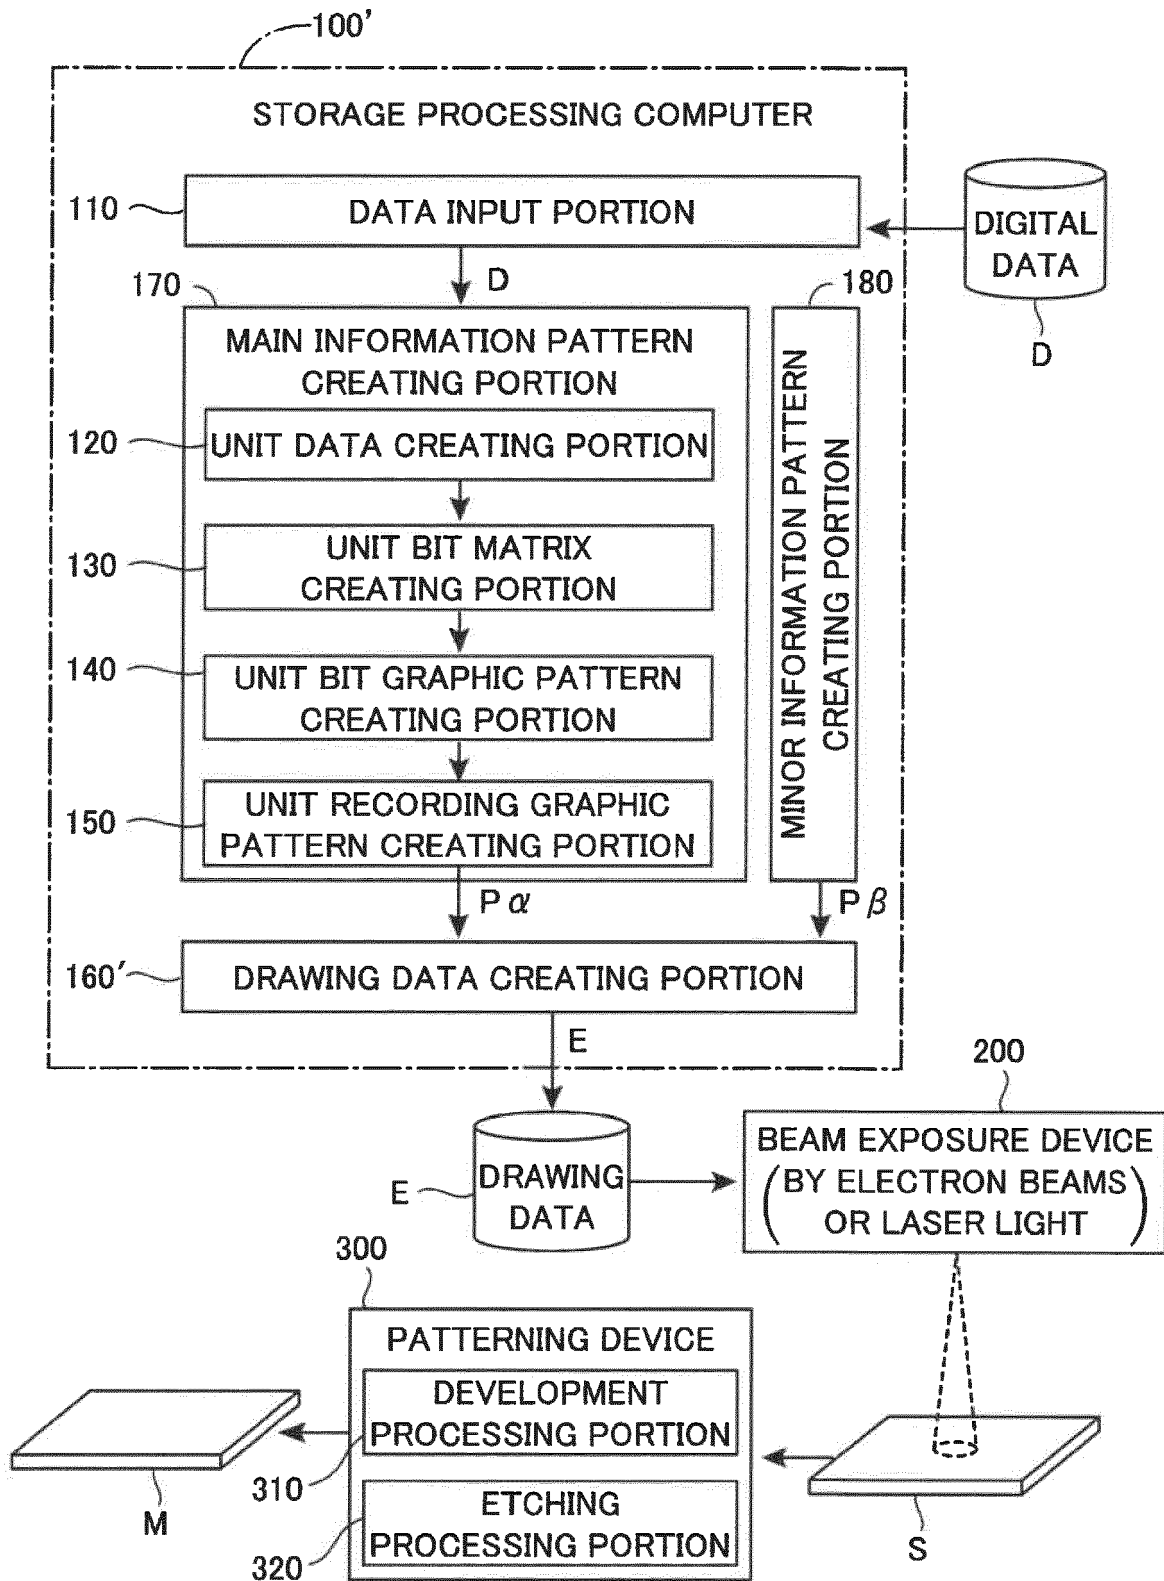 100'
STORAGE PROCESSING COMPUTER
110
DATA INPUT PORTION
DIGITAL
DATA
D
D
170
180
MAIN INFORMATION PATTERN
CREATING PORTION
MINOR INFORMATION PATTERN
CREATING PORTION
120
UNIT DATA CREATING PORTION
130
UNIT BIT MATRIX
CREATING PORTION
140
UNIT BIT GRAPHIC PATTERN
CREATING PORTION
150
UNIT RECORDING GRAPHIC
PATTERN CREATING PORTION
P α
P β
160'
DRAWING DATA CREATING PORTION
E
200
E
DRAWING
DATA
BEAM EXPOSURE DEVICE
(BY ELECTRON BEAMS
OR LASER LIGHT)
300
PATTERNING DEVICE
DEVELOPMENT
PROCESSING PORTION
310
ETCHING
PROCESSING PORTION
320
M
S